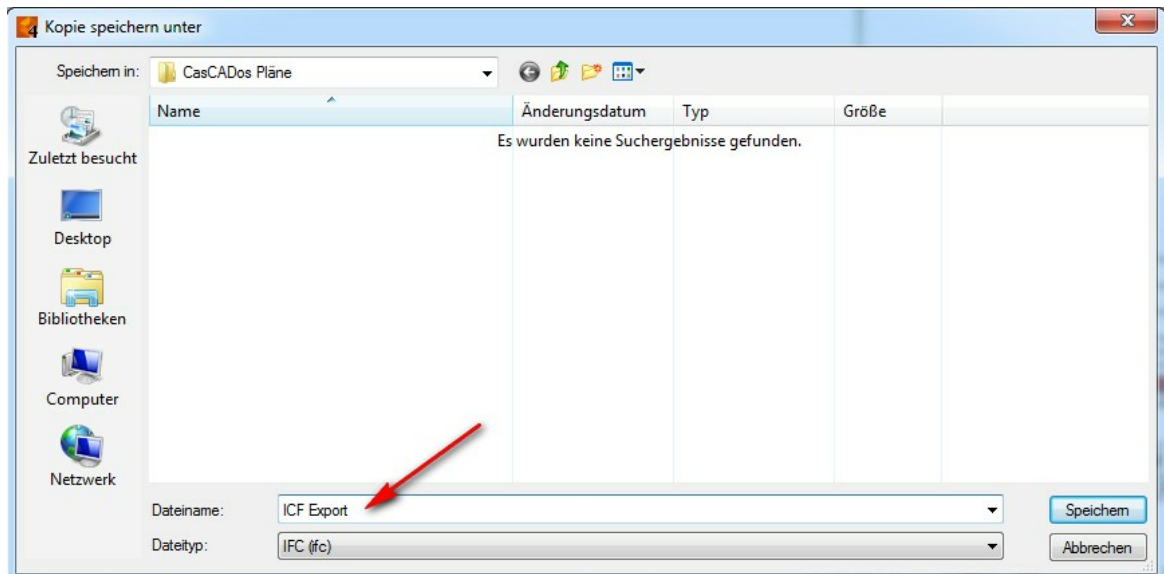 4 Kopie speichern unter
x
Speichern in: CasCADos Pläne
Name Änderungsdatum Typ Größe
Es wurden keine Suchergebnisse gefunden.
Zuletzt besucht
Desktop
Bibliotheken
Computer
Netzwerk
Dateiname: ICF Export Speichern
Dateityp: IFC (ifc) Abbrechen